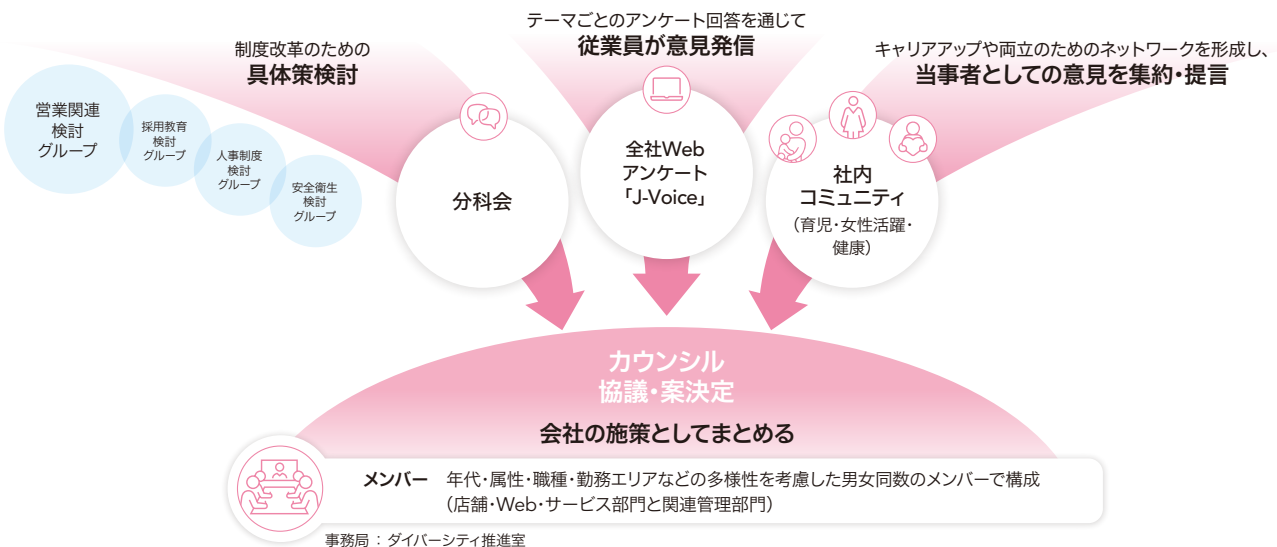 制度改革のための
具体策検討
営業関連
検討
グループ
採用教育
検討
グループ
人事制度
検討
グループ
安全衛生
検討
グループ
分科会
テーマごとのアンケート回答を通じて
従業員が意見発信
全社Web
アンケート
「J-Voice」
キャリアアップや両立のためのネットワークを形成し、
当事者としての意見を集約・提言
社内
コミュニティ
（育児・女性活躍・
健康）
カウンシル
協議・案決定
会社の施策としてまとめる
メンバー 年代・属性・職種・勤務エリアなどの多様性を考慮した男女同数のメンバーで構成
（店舗・Web・サービス部門と関連管理部門）
事務局 : ダイバーシティ推進室